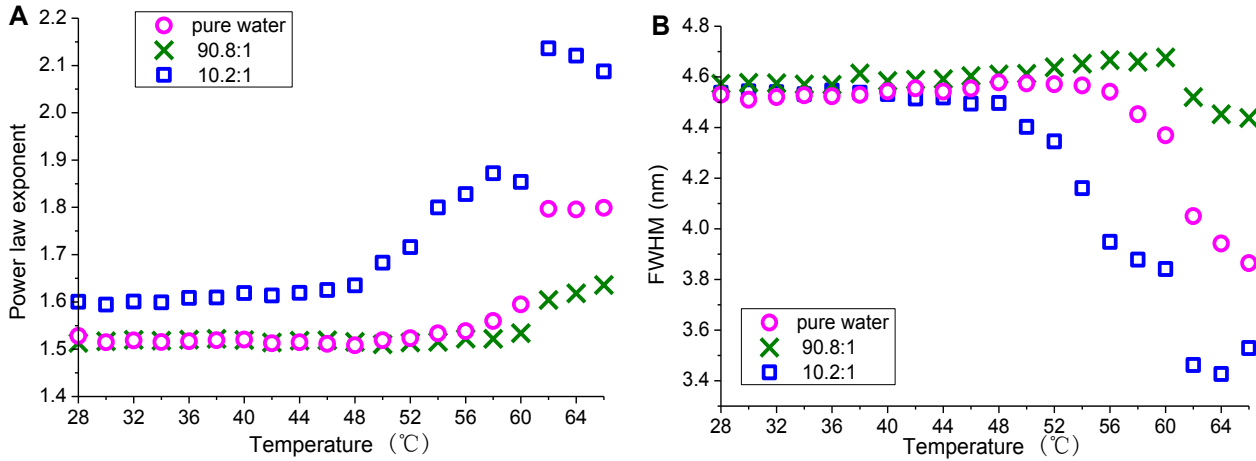 A
2.2
2.1
2.0
1.9
1.8
1.7
1.6
1.5
1.4
Power law exponent
pure water
90.8:1
10.2:1
28 32 36 40 44 48 52 56 60 64
Temperature (℃)
B
4.8
4.6
4.4
4.2
4.0
3.8
3.6
3.4
FWHM (nm)
pure water
90.8:1
10.2:1
28 32 36 40 44 48 52 56 60 64
Temperature (℃)